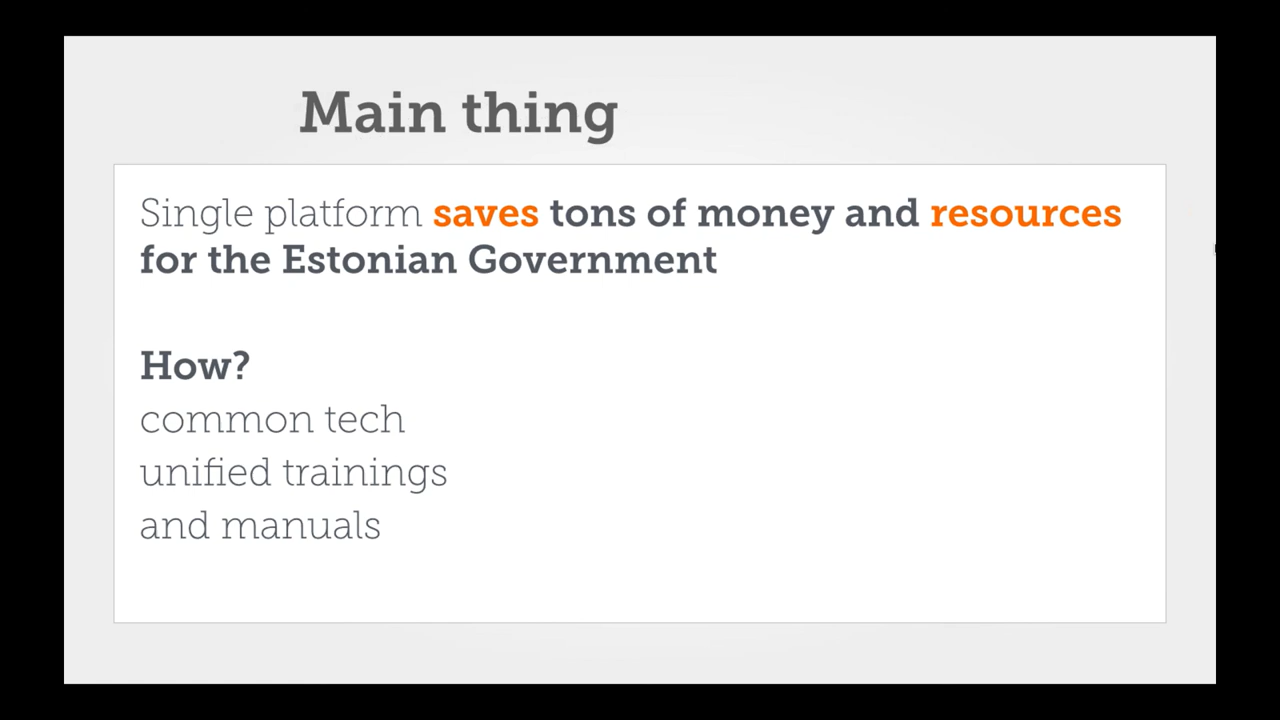 Main thing
Single platform saves tons of money and resources
for the Estonian Government
How?
common tech
unified trainings
and manuals